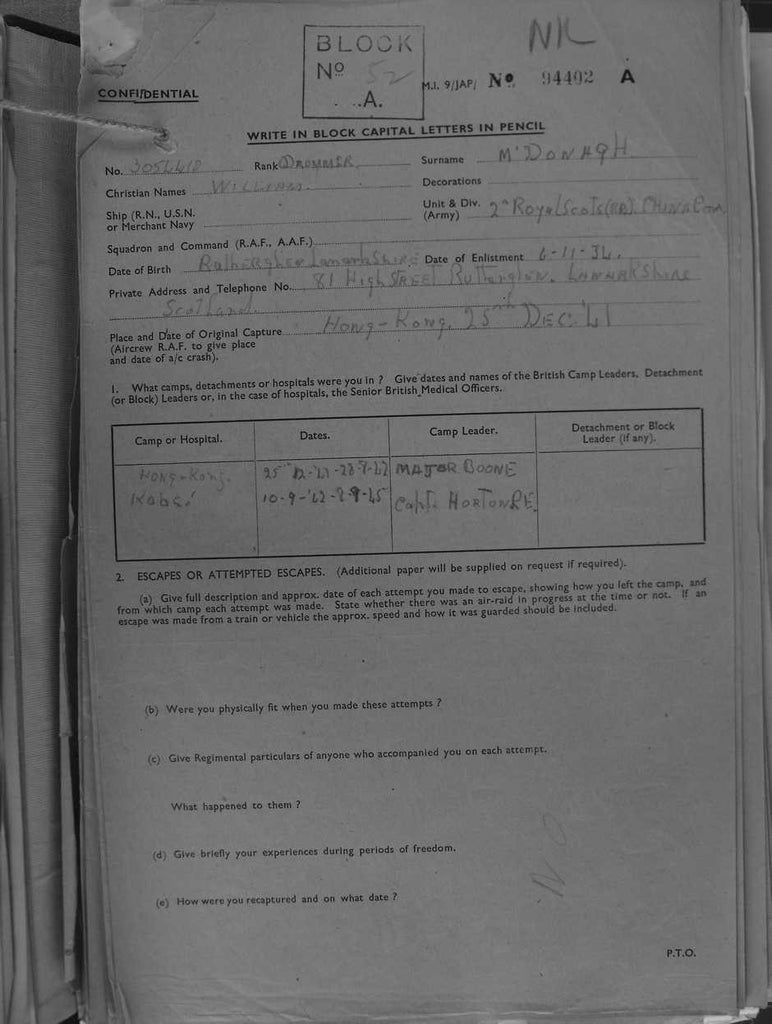 BLOCK
Nº 52
A.
NR
CONFIDENTIAL
M.I. 9/JAP/ Nº 94402 A
WRITE IN BLOCK CAPITAL LETTERS IN PENCIL
No. Rank DRUMMER Surname M'DONAGH
Christian Names WILLIAM. Decorations
Ship (R.N., U.S.N. or Merchant Navy
Unit & Div. (Army) 2nd Royal Scots CHINA Com
Squadron and Command (R.A.F., A.A.F.)
Date of Birth Rutherglen Lanarkshire Date of Enlistment 6-11-34.
Private Address and Telephone No. 81 High STREET Rutherglen. LANARKSHIRE
Scotland.
Place and Date of Original Capture Hong-Kong. 25th DEC. '41
(Aircrew R.A.F. to give place
and date of a/c crash).
1. What camps, detachments or hospitals were you in ? Give dates and names of the British Camp Leaders, Detachment
(or Block) Leaders or, in the case of hospitals, the Senior British Medical Officers.
Camp or Hospital. Dates. Camp Leader. Detachment or Block Leader (if any).
Hong-Kong. MAJOR BOONE
Kobe. 10-9-'42 Capt. HORTON RE.
2. ESCAPES OR ATTEMPTED ESCAPES. (Additional paper will be supplied on request if required).
(a) Give full description and approx. date of each attempt you made to escape, showing how you left the camp, and
from which camp each attempt was made. State whether there was an air-raid in progress at the time or not. If an
escape was made from a train or vehicle the approx. speed and how it was guarded should be included.
(b) Were you physically fit when you made these attempts ?
(c) Give Regimental particulars of anyone who accompanied you on each attempt.
What happened to them ?
(d) Give briefly your experiences during periods of freedom.
(e) How were you recaptured and on what date ?
P.T.O.